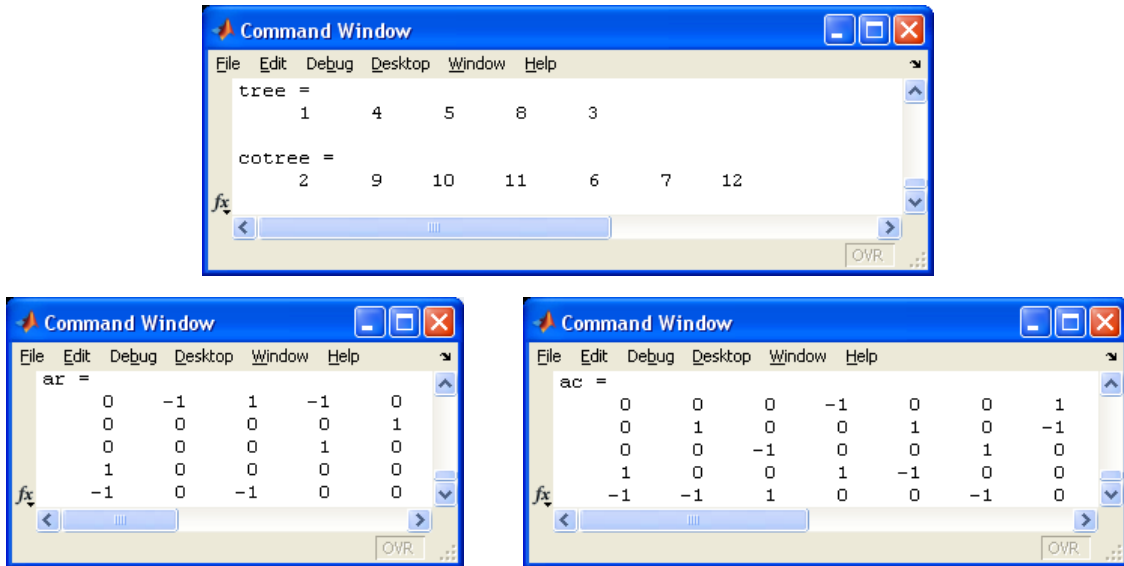 Command Window
File Edit Debug Desktop Window Help
tree =
1 4 5 8 3
cotree =
2 9 10 11 6 7 12
fx
OVR
Command Window
File Edit Debug Desktop Window Help
ar =
0 -1 1 -1 0
0 0 0 0 1
0 0 0 1 0
1 0 0 0 0
fx -1 0 -1 0 0
OVR
Command Window
File Edit Debug Desktop Window Help
ac =
0 0 0 -1 0 0 1
0 1 0 0 1 0 -1
0 0 -1 0 0 1 0
1 0 0 1 -1 0 0
fx -1 -1 1 0 0 -1 0
OVR